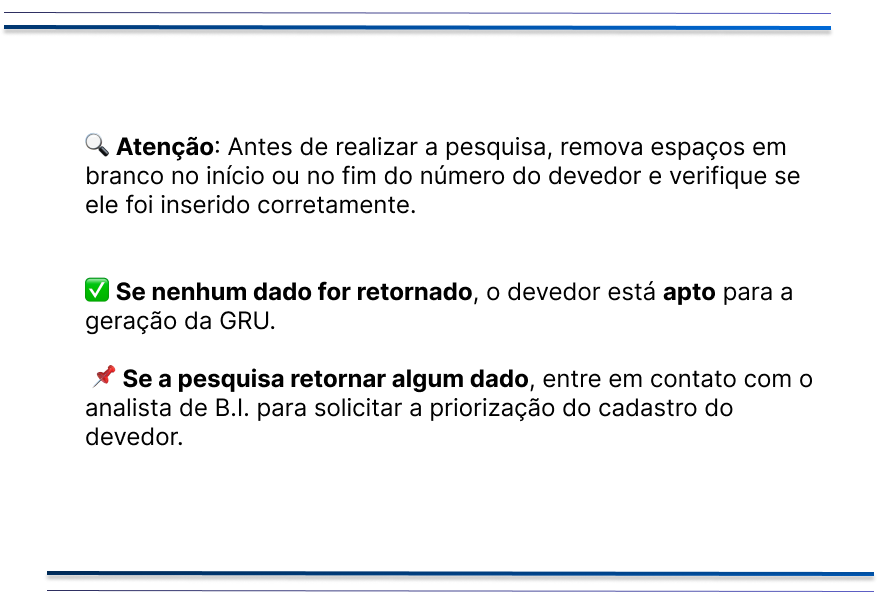 🔍 Atenção: Antes de realizar a pesquisa, remova espaços em
branco no início ou no fim do número do devedor e verifique se
ele foi inserido corretamente.
✅ Se nenhum dado for retornado, o devedor está apto para a
geração da GRU.
📌 Se a pesquisa retornar algum dado, entre em contato com o
analista de B.I. para solicitar a priorização do cadastro do
devedor.